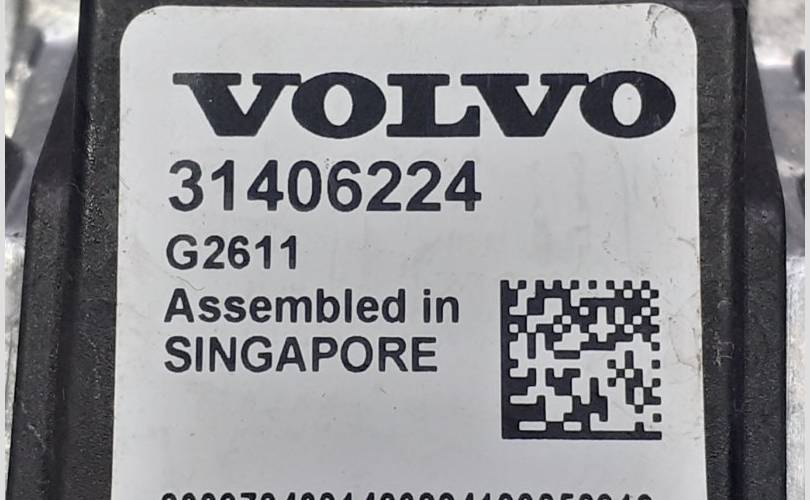 VOLVO
31406224
G2611
Assembled in
SINGAPORE